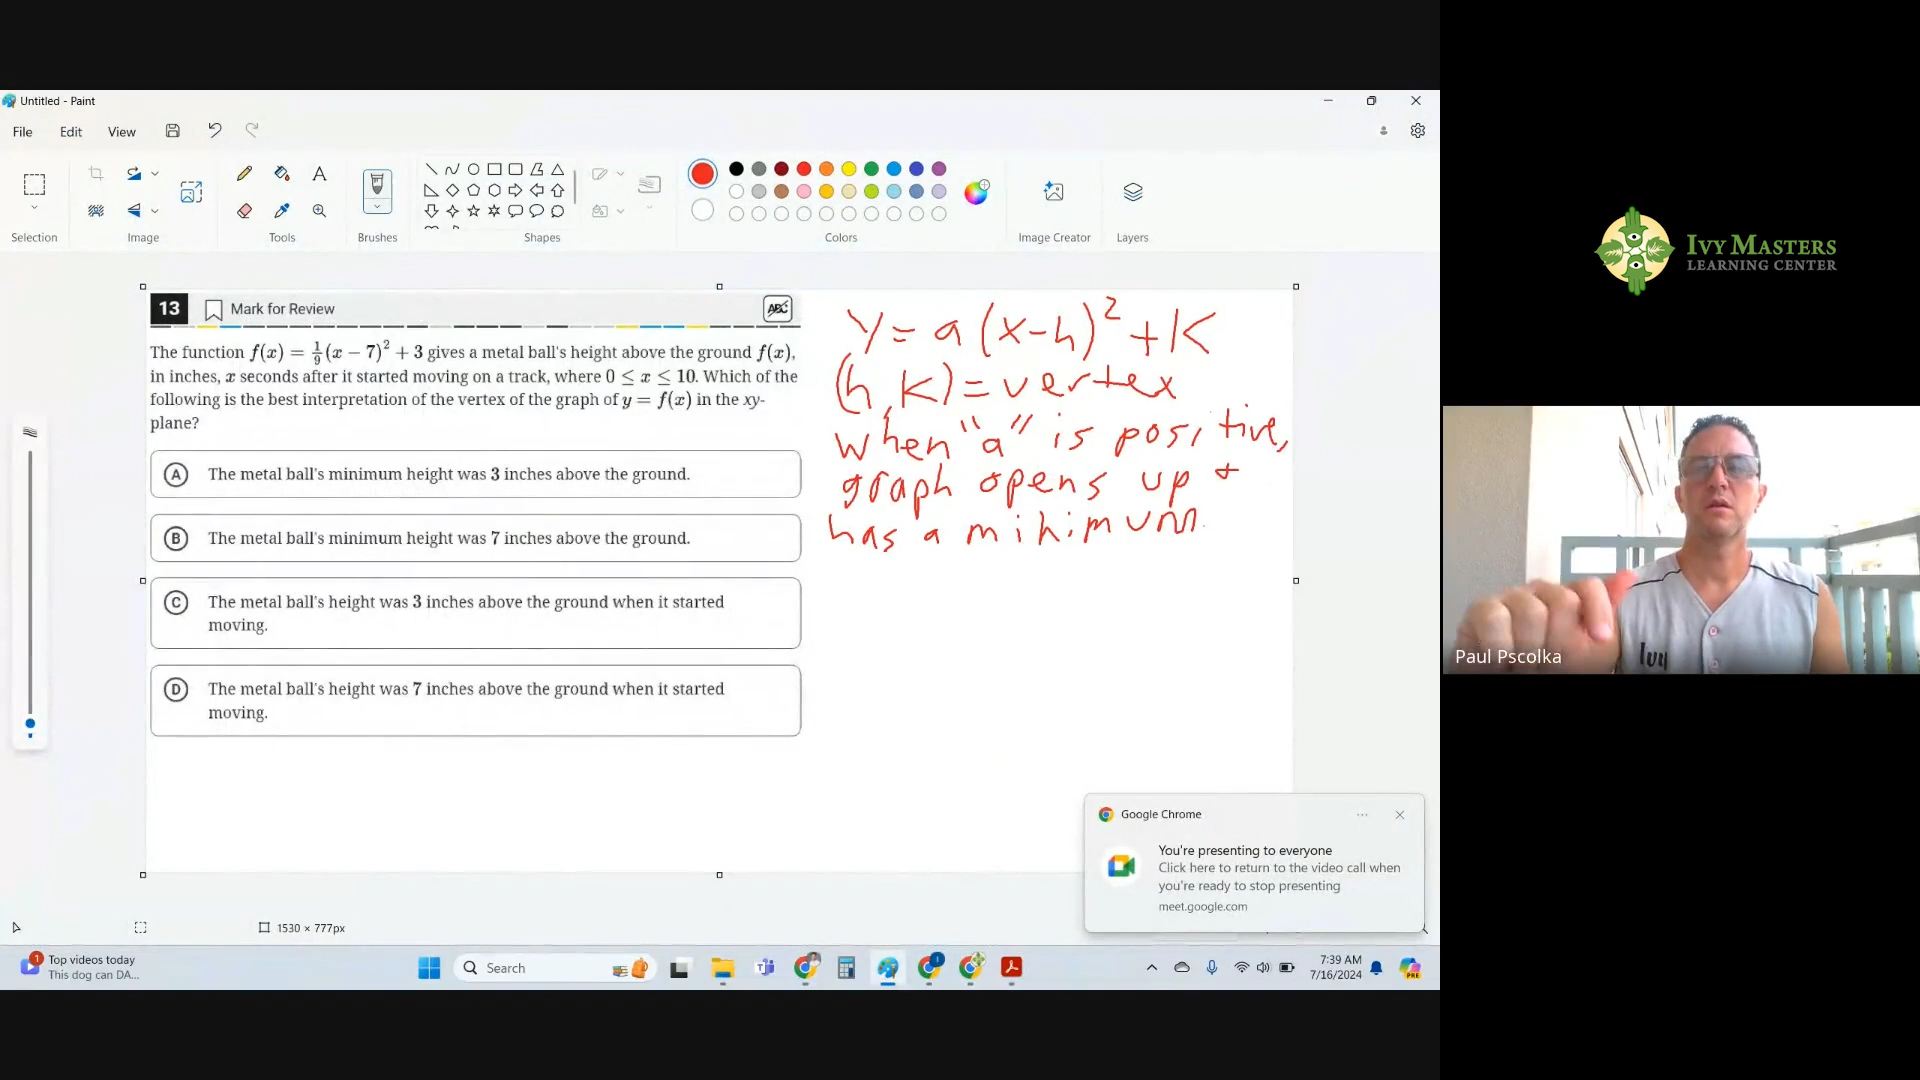 Untitled - Paint
File Edit View
Selection Image Tools Brushes Shapes Colors Image Creator Layers
13 Mark for Review ABC
The function f(x) = 1/9 (x − 7)² + 3 gives a metal ball's height above the ground f(x),
in inches, x seconds after it started moving on a track, where 0 ≤ x ≤ 10. Which of the
following is the best interpretation of the vertex of the graph of y = f(x) in the xy-
plane?
A The metal ball's minimum height was 3 inches above the ground.
B The metal ball's minimum height was 7 inches above the ground.
C The metal ball's height was 3 inches above the ground when it started
moving.
D The metal ball's height was 7 inches above the ground when it started
moving.
y = a (x-h)² + K
(h, K) = vertex
when "a" is positive,
graph opens up +
has a minimum.
Google Chrome
You're presenting to everyone
Click here to return to the video call when
you're ready to stop presenting
meet.google.com
1530 × 777px
1
Top videos today
This dog can DA...
Search
1
PRE
7:39 AM
7/16/2024
IVY MASTERS
LEARNING CENTER
Ivy
Paul Pscolka